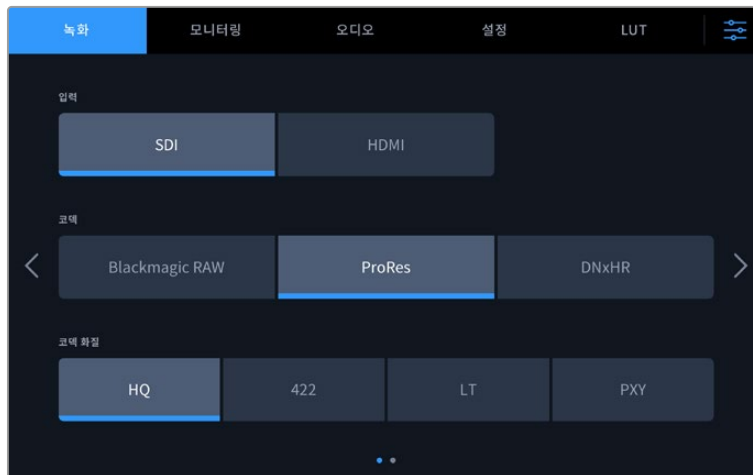 녹화 모니터링 오디오 설정 LUT
입력
SDI HDMI
코덱
Blackmagic RAW ProRes DNxHR
코덱 화질
HQ 422 LT PXY